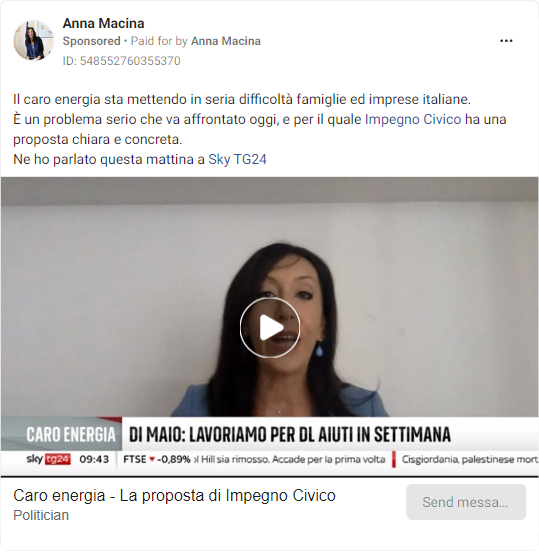 Anna Macina
Sponsored • Paid for by Anna Macina
ID: 548552760355370
Il caro energia sta mettendo in seria difficoltà famiglie ed imprese italiane.
È un problema serio che va affrontato oggi, e per il quale Impegno Civico ha una
proposta chiara e concreta.
Ne ho parlato questa mattina a Sky TG24
CARO ENERGIA DI MAIO: LAVORIAMO PER DL AIUTI IN SETTIMANA
sky tg24 09:43 FTSE ▾ -0,89% ol Hill sia rimosso. Accade per la prima volta Cisgiordania, palestinese mort
Caro energia - La proposta di Impegno Civico
Politician
Send messa...